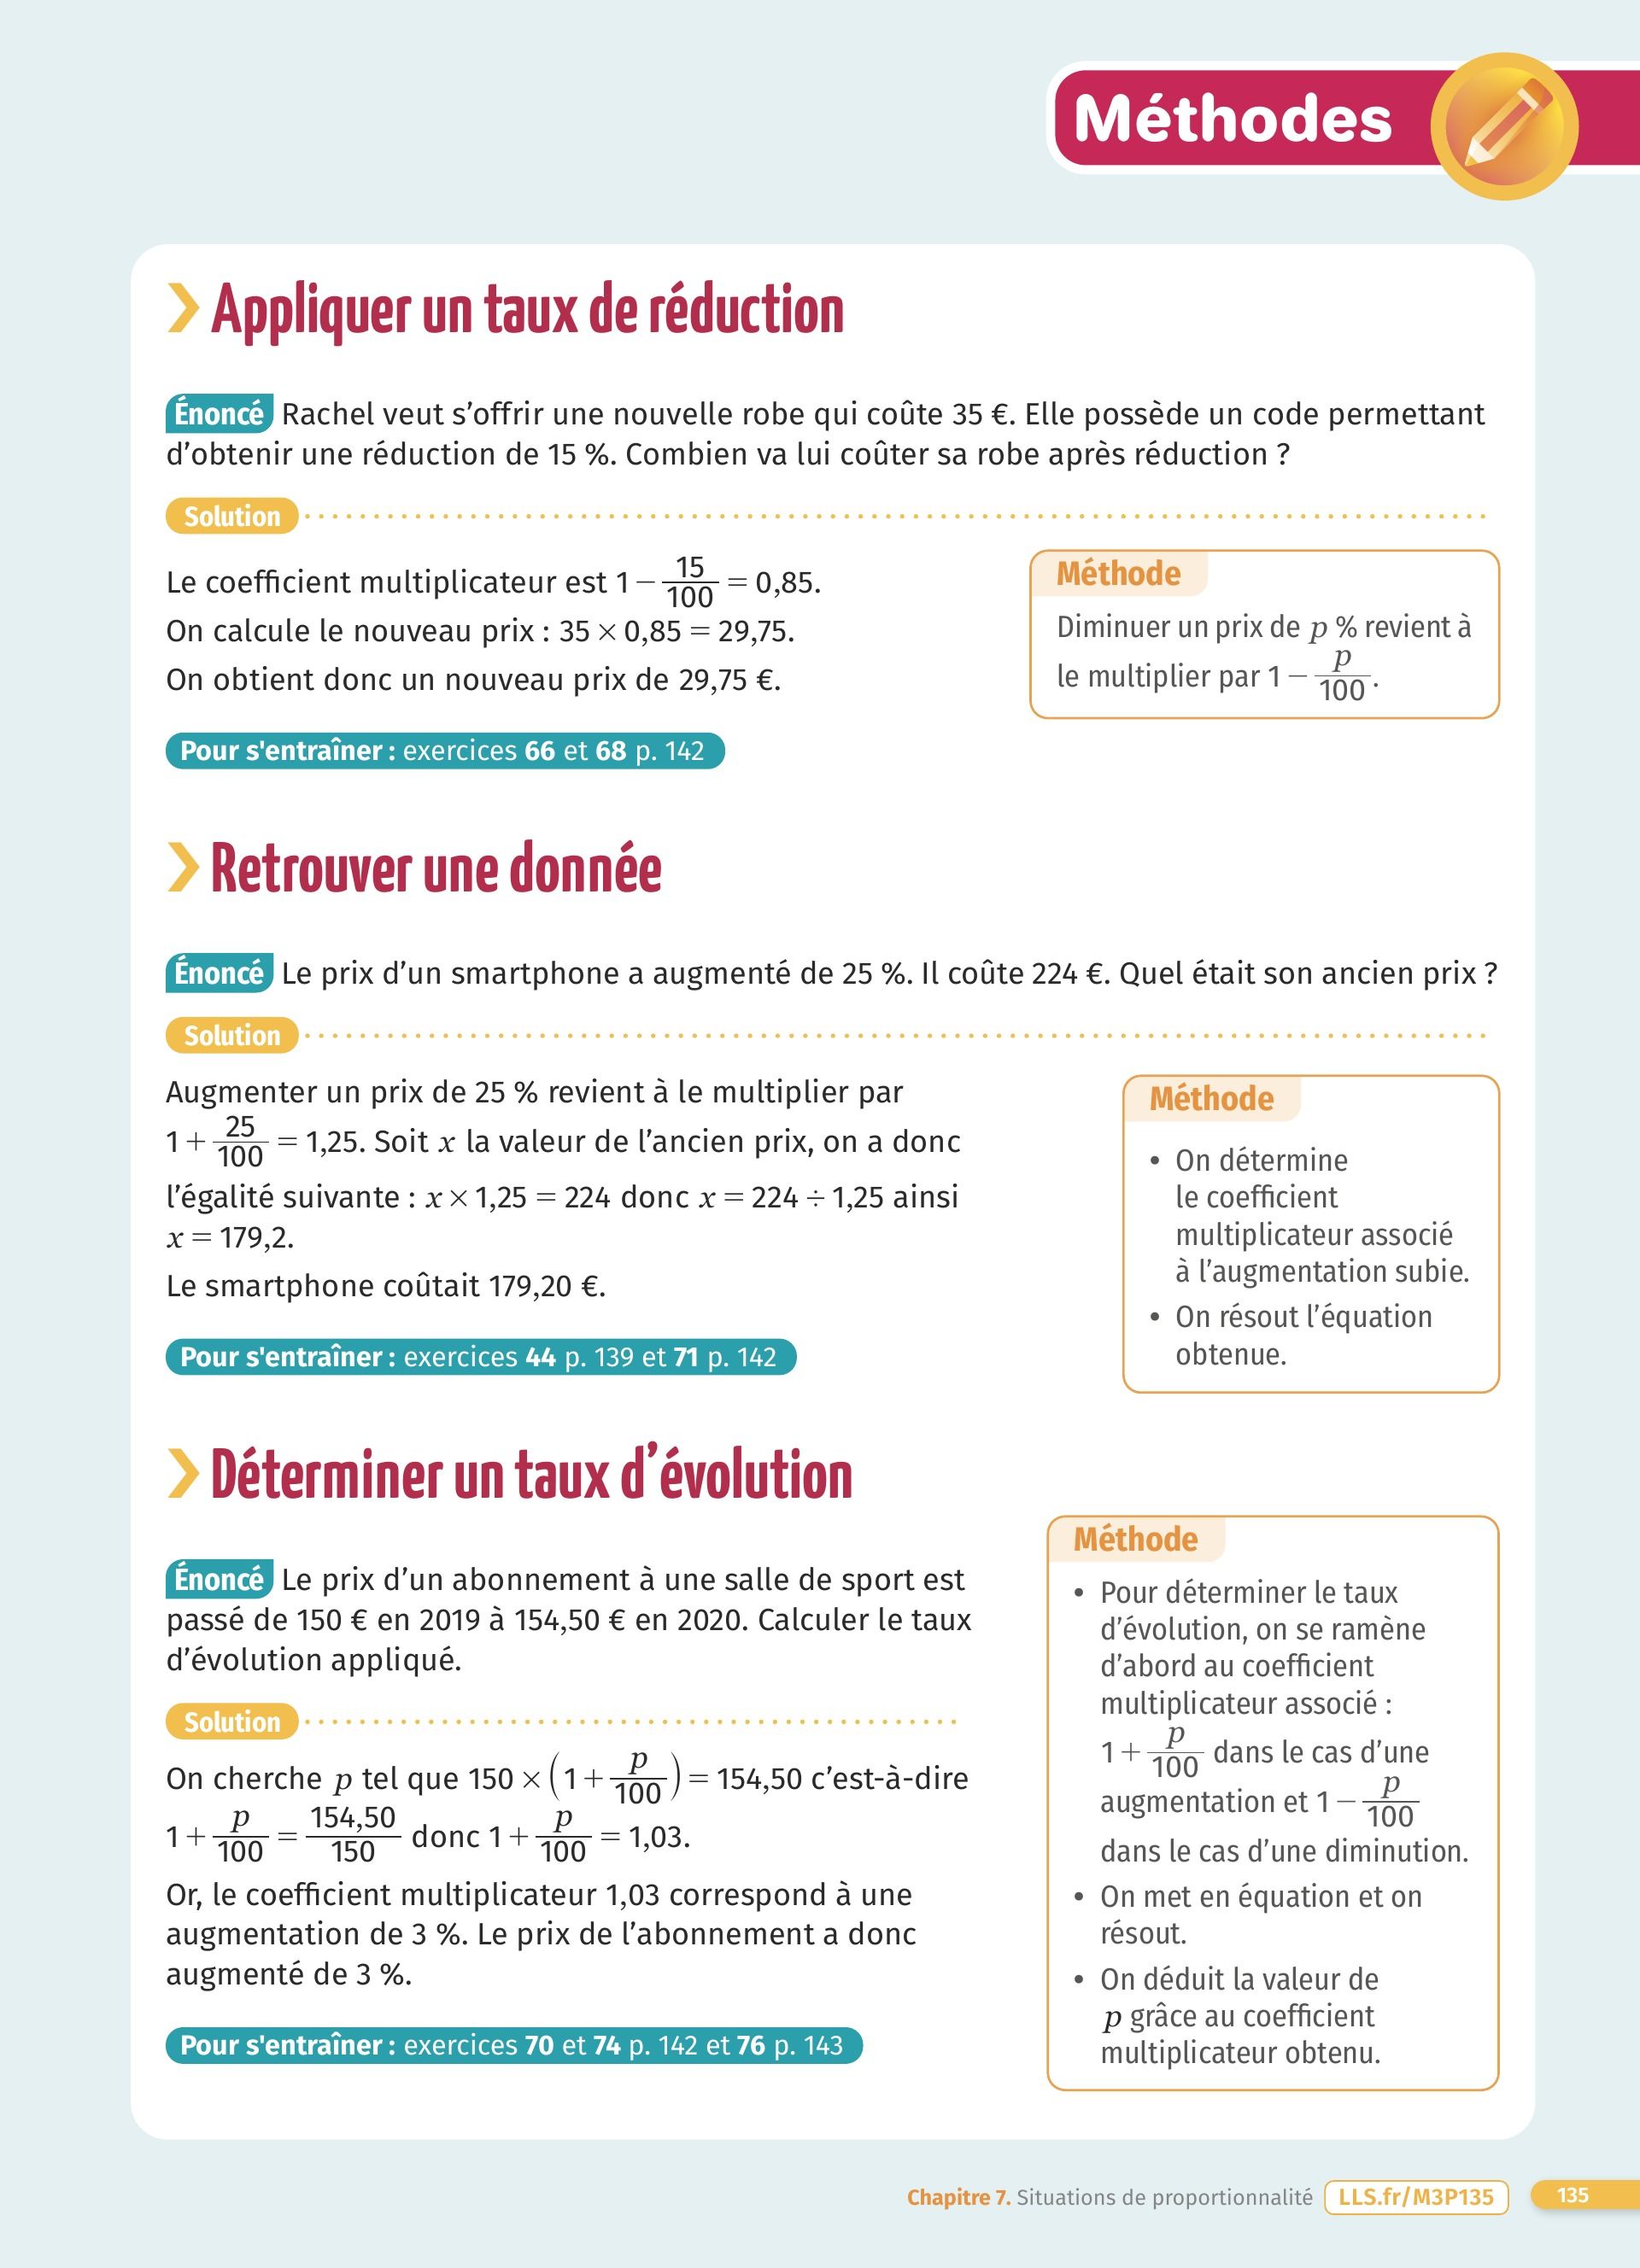 Méthodes
Appliquer un taux de réduction
Énoncé Rachel veut s’offrir une nouvelle robe qui coûte 35 €. Elle possède un code permettant
d’obtenir une réduction de 15 %. Combien va lui coûter sa robe après réduction ?
Solution
Le coefficient multiplicateur est 1 − 15/100 = 0,85.
On calcule le nouveau prix : 35 × 0,85 = 29,75.
On obtient donc un nouveau prix de 29,75 €.
Méthode
Diminuer un prix de p % revient à
le multiplier par 1 − p/100.
Pour s'entraîner : exercices 66 et 68 p. 142
Retrouver une donnée
Énoncé Le prix d’un smartphone a augmenté de 25 %. Il coûte 224 €. Quel était son ancien prix ?
Solution
Augmenter un prix de 25 % revient à le multiplier par
1 + 25/100 = 1,25. Soit x la valeur de l’ancien prix, on a donc
l’égalité suivante : x × 1,25 = 224 donc x = 224 ÷ 1,25 ainsi
x = 179,2.
Le smartphone coûtait 179,20 €.
Méthode
• On détermine
le coefficient
multiplicateur associé
à l’augmentation subie.
• On résout l’équation
obtenue.
Pour s'entraîner : exercices 44 p. 139 et 71 p. 142
Déterminer un taux d’évolution
Énoncé Le prix d’un abonnement à une salle de sport est
passé de 150 € en 2019 à 154,50 € en 2020. Calculer le taux
d’évolution appliqué.
Solution
On cherche p tel que 150 × (1 + p/100) = 154,50 c’est-à-dire
1 + p/100 = 154,50/150 donc 1 + p/100 = 1,03.
Or, le coefficient multiplicateur 1,03 correspond à une
augmentation de 3 %. Le prix de l’abonnement a donc
augmenté de 3 %.
Méthode
• Pour déterminer le taux
d’évolution, on se ramène
d’abord au coefficient
multiplicateur associé :
1 + p/100 dans le cas d’une
augmentation et 1 − p/100
dans le cas d’une diminution.
• On met en équation et on
résout.
• On déduit la valeur de
p grâce au coefficient
multiplicateur obtenu.
Pour s'entraîner : exercices 70 et 74 p. 142 et 76 p. 143
Chapitre 7. Situations de proportionnalité LLS.fr/M3P135 135